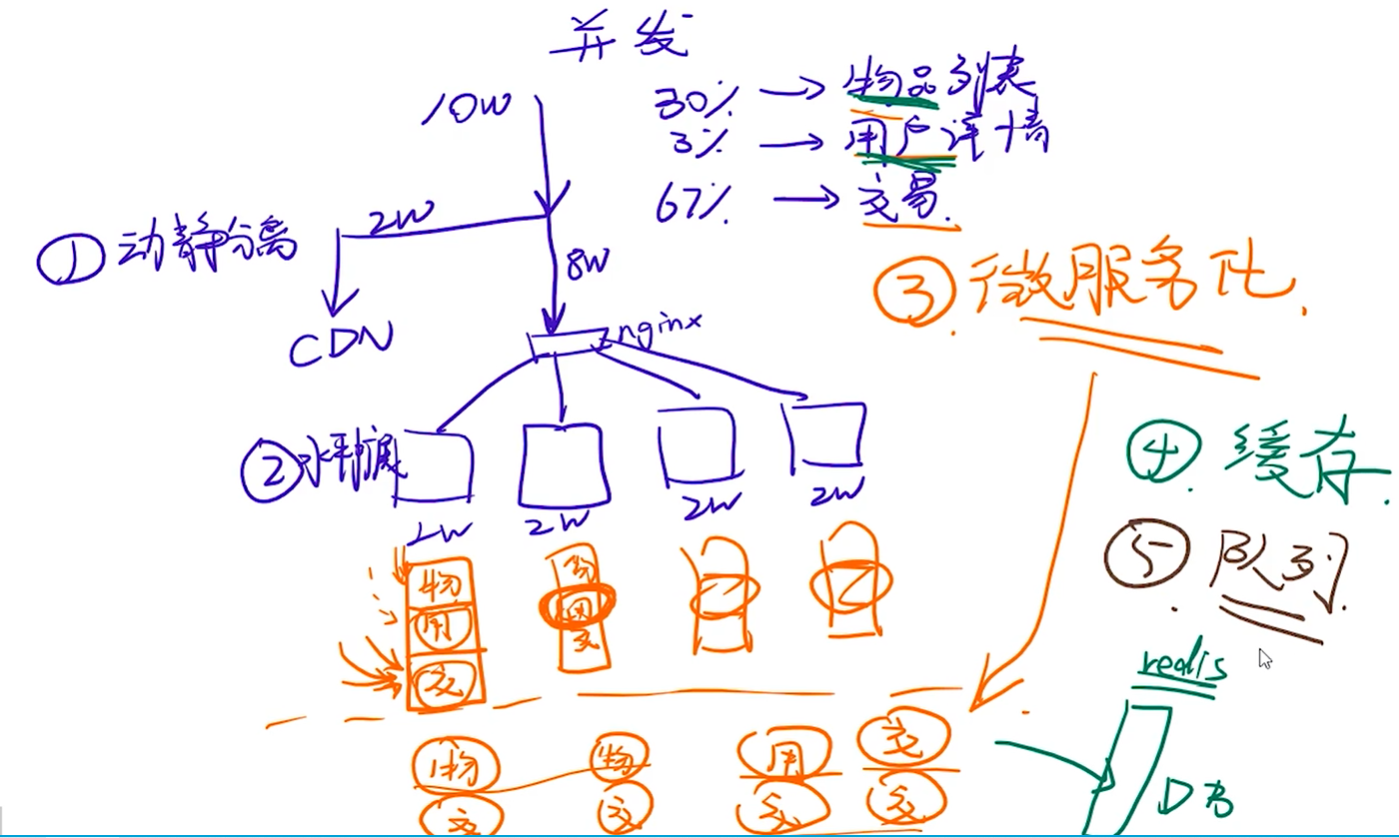 并发
10W
30% → 物品列表
3% → 用户详情
67% → 交易.
① 动静分离
2W
8W
CDN
nginx
③ 微服务化.
② 水平扩展
2W
2W
2W
2W
④ 缓存.
⑤ 队列.
物
用
交
物
用
交
redis
DB
物
交
物
交
用
交
交
交